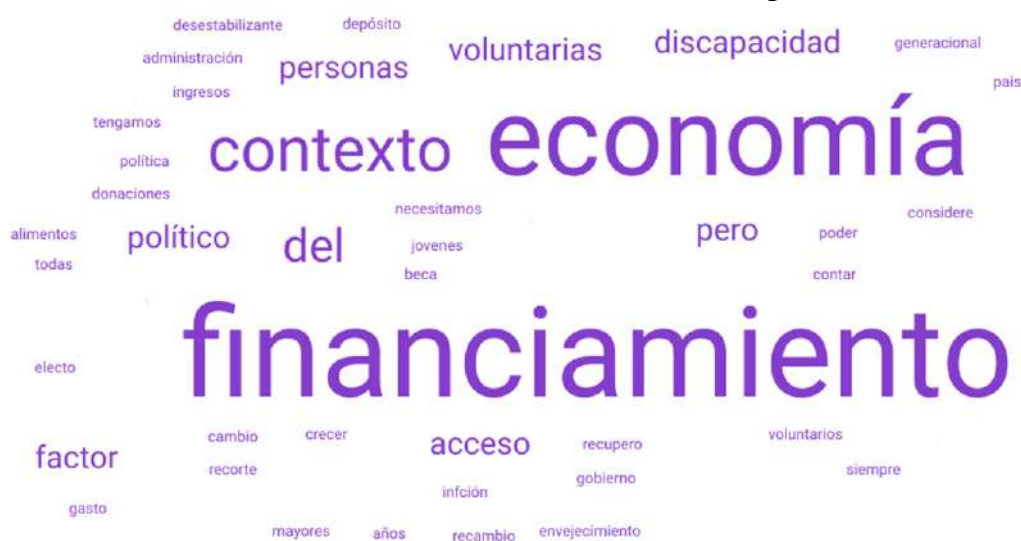 desestabilizante depósito
voluntarias discapacidad generacional
administración personas
ingresos pais
tengamos contexto economía
política
donaciones
necesitamos considere
alimentos político del jovenes pero poder
todas beca contar
financiamiento
electo
cambio crecer acceso recupero voluntarios
factor recorte gobierno siempre
gasto infción
mayores años recambio envejecimiento